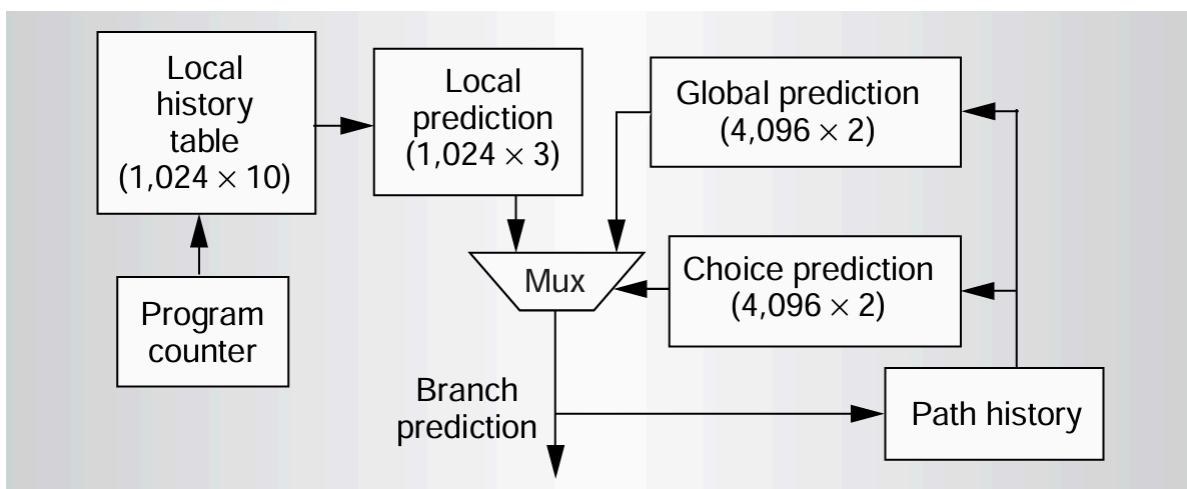 Local
history
table
(1,024 × 10)
Local
prediction
(1,024 × 3)
Global prediction
(4,096 × 2)
Program
counter
Mux
Choice prediction
(4,096 × 2)
Branch
prediction
Path history